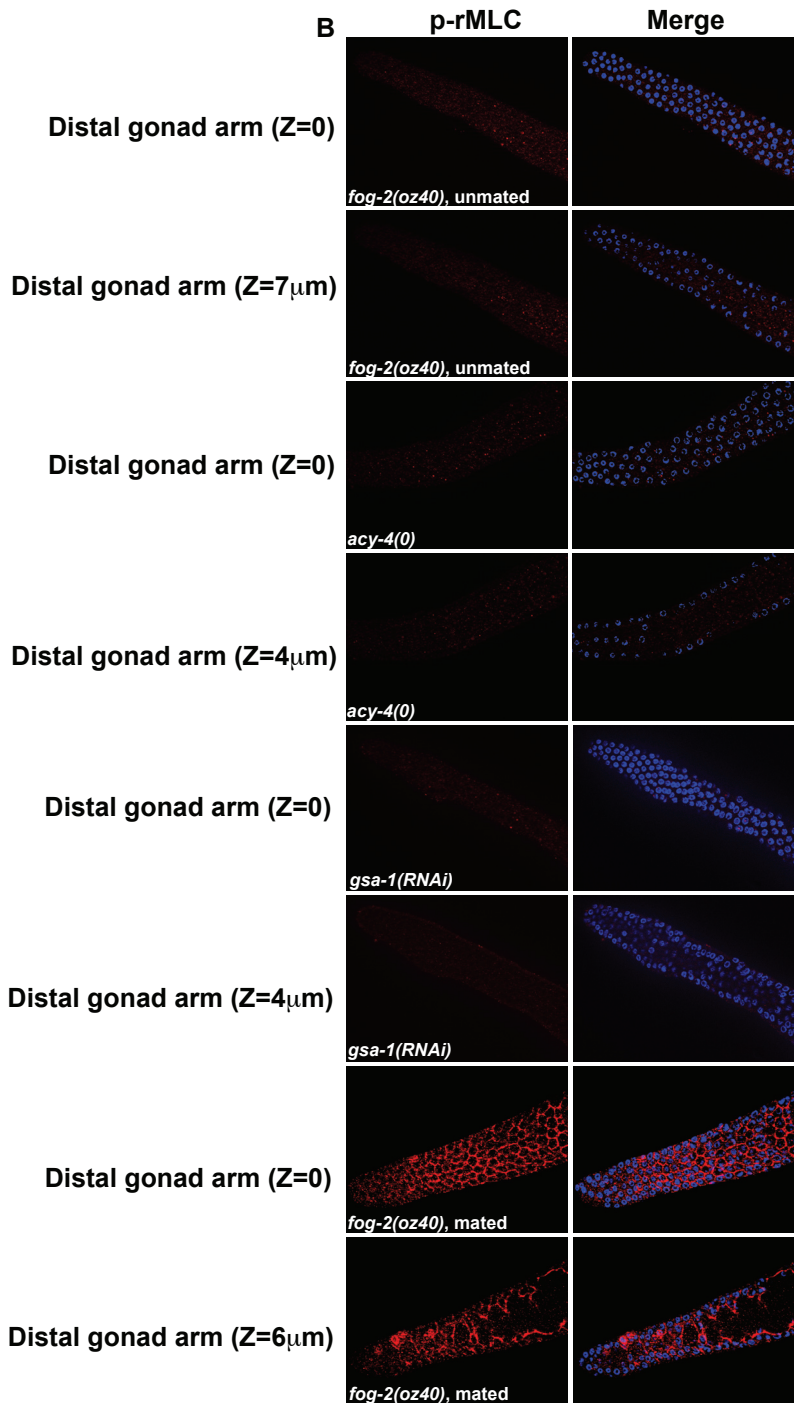 B
p-rMLC Merge
Distal gonad arm (Z=0)
fog-2(oz40), unmated
Distal gonad arm (Z=7μm)
fog-2(oz40), unmated
Distal gonad arm (Z=0)
acy-4(0)
Distal gonad arm (Z=4μm)
acy-4(0)
Distal gonad arm (Z=0)
gsa-1(RNAi)
Distal gonad arm (Z=4μm)
gsa-1(RNAi)
Distal gonad arm (Z=0)
fog-2(oz40), mated
Distal gonad arm (Z=6μm)
fog-2(oz40), mated